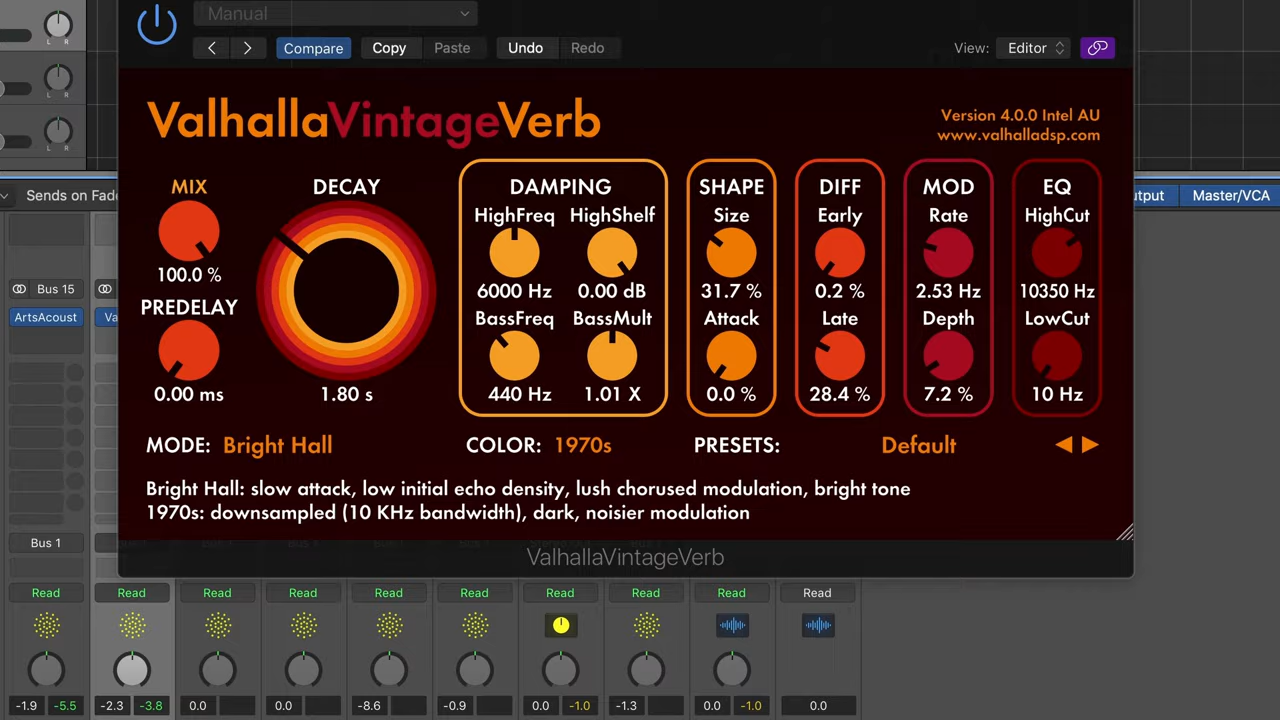 Manual
Compare Copy Paste Undo Redo View: Editor
L R
L R
L R
ValhallaVintageVerb
Version 4.0.0 Intel AU
www.valhalladsp.com
Sends on Fade
Master/VCA
MIX
100.0 %
PREDELAY
0.00 ms
DECAY
1.80 s
DAMPING
HighFreq HighShelf
6000 Hz 0.00 dB
BassFreq BassMult
440 Hz 1.01 X
SHAPE
Size
31.7 %
Attack
0.0 %
DIFF
Early
0.2 %
Late
28.4 %
MOD
Rate
2.53 Hz
Depth
7.2 %
EQ
HighCut
10350 Hz
LowCut
10 Hz
Bus 15
ArtsAcoust Va
MODE: Bright Hall COLOR: 1970s PRESETS: Default
Bright Hall: slow attack, low initial echo density, lush chorused modulation, bright tone
1970s: downsampled (10 KHz bandwidth), dark, noisier modulation
Bus 1
ValhallaVintageVerb
Read Read Read Read Read Read Read Read Read Read
-1.9 -5.5 -2.3 -3.8 0.0 0.0 -8.6 -0.9 0.0 -1.0 -1.3 0.0 -1.0 0.0